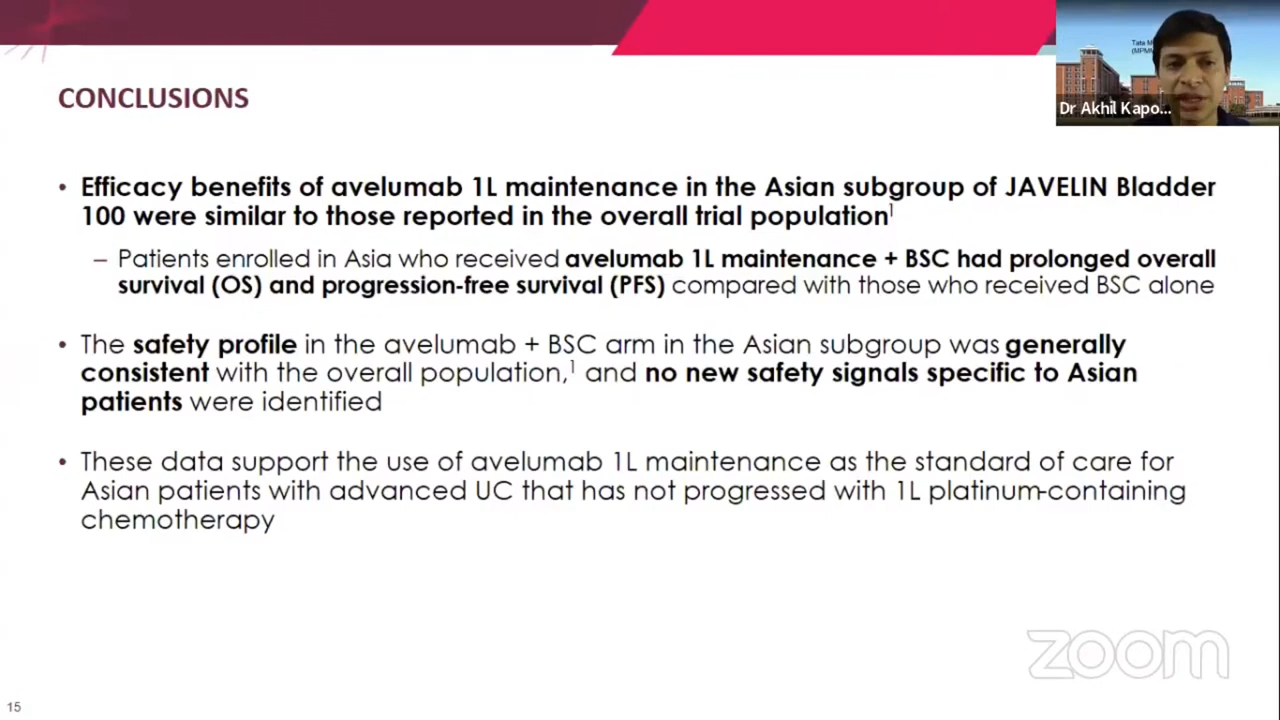 Tate M
(MPMM
Dr Akhil Kapo...
CONCLUSIONS
• Efficacy benefits of avelumab 1L maintenance in the Asian subgroup of JAVELIN Bladder
100 were similar to those reported in the overall trial population¹
– Patients enrolled in Asia who received avelumab 1L maintenance + BSC had prolonged overall
survival (OS) and progression-free survival (PFS) compared with those who received BSC alone
• The safety profile in the avelumab + BSC arm in the Asian subgroup was generally
consistent with the overall population,¹ and no new safety signals specific to Asian
patients were identified
• These data support the use of avelumab 1L maintenance as the standard of care for
Asian patients with advanced UC that has not progressed with 1L platinum-containing
chemotherapy
zoom
15